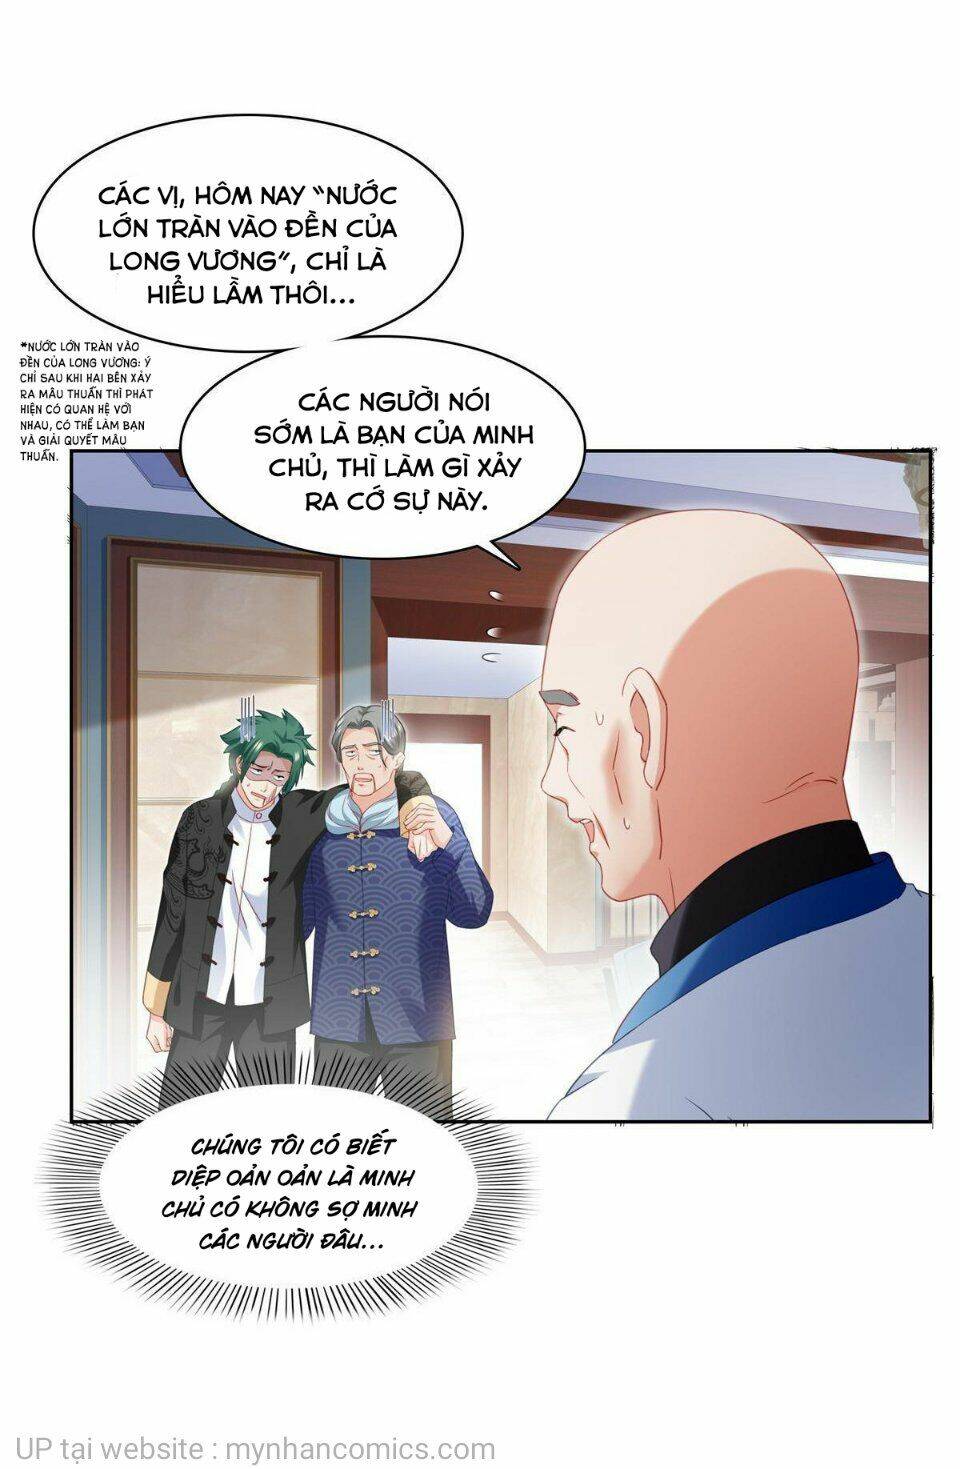 CÁC VỊ, HÔM NAY “NƯỚC
LỚN TRÀN VÀO ĐỀN CỦA
LONG VƯƠNG”, CHỈ LÀ
HIỂU LẦM THÔI...
*NƯỚC LỚN TRÀN VÀO
ĐỀN CỦA LONG VƯƠNG: Ý
CHỈ SAU KHI HAI BÊN XẢY
RA MÂU THUẪN THÌ PHÁT
HIỆN CÓ QUAN HỆ VỚI
NHAU, CÓ THỂ LÀM BẠN
VÀ GIẢI QUYẾT MÂU
THUẪN.
CÁC NGƯỜI NÓI
SỚM LÀ BẠN CỦA MINH
CHỦ, THÌ LÀM GÌ XẢY
RA CỚ SỰ NÀY.
CHÚNG TÔI CÓ BIẾT
DIỆP OẢN OẢN LÀ MINH
CHỦ CÓ KHÔNG SỢ MINH
CÁC NGƯỜI ĐÂU...
UP tại website : mynhancomics.com